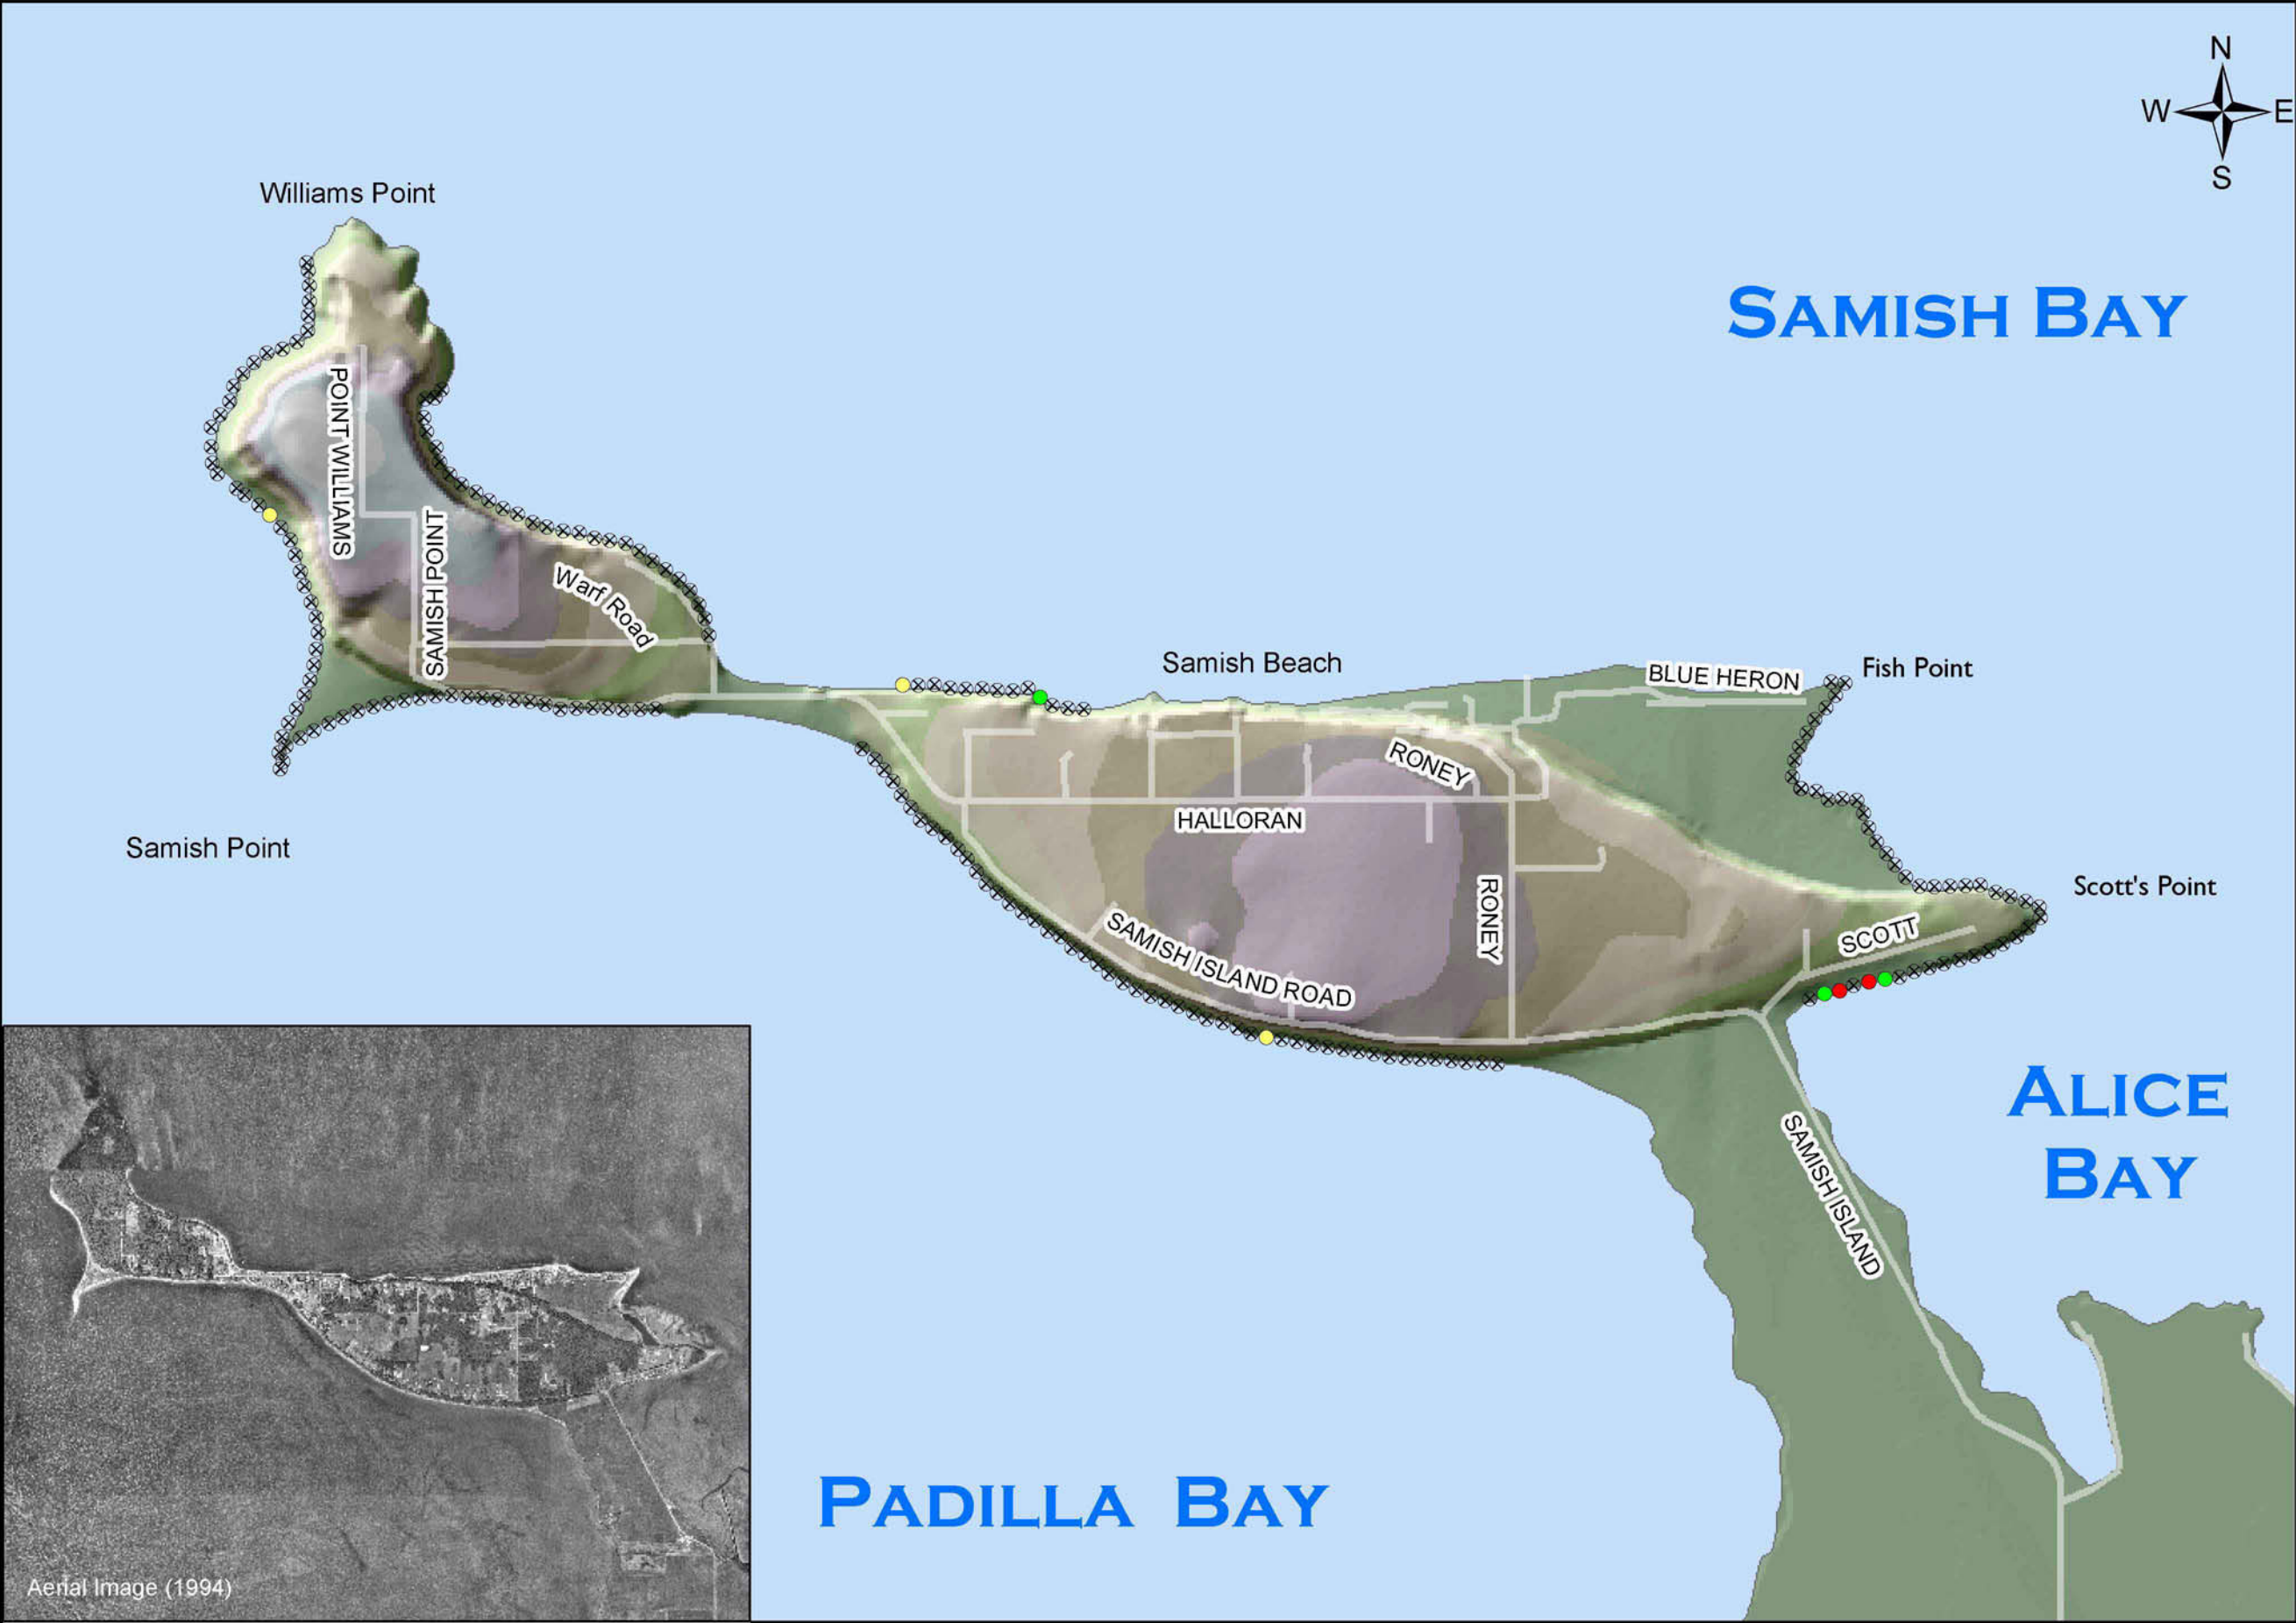 N
W E
S
Williams Point
SAMISH BAY
POINT WILLIAMS
SAMISH POINT
Warf Road
Samish Beach
BLUE HERON
Fish Point
RONEY
HALLORAN
Samish Point
RONEY
Scott's Point
SCOTT
SAMISH ISLAND ROAD
ALICE
BAY
SAMISH ISLAND
PADILLA BAY
Aerial Image (1994)